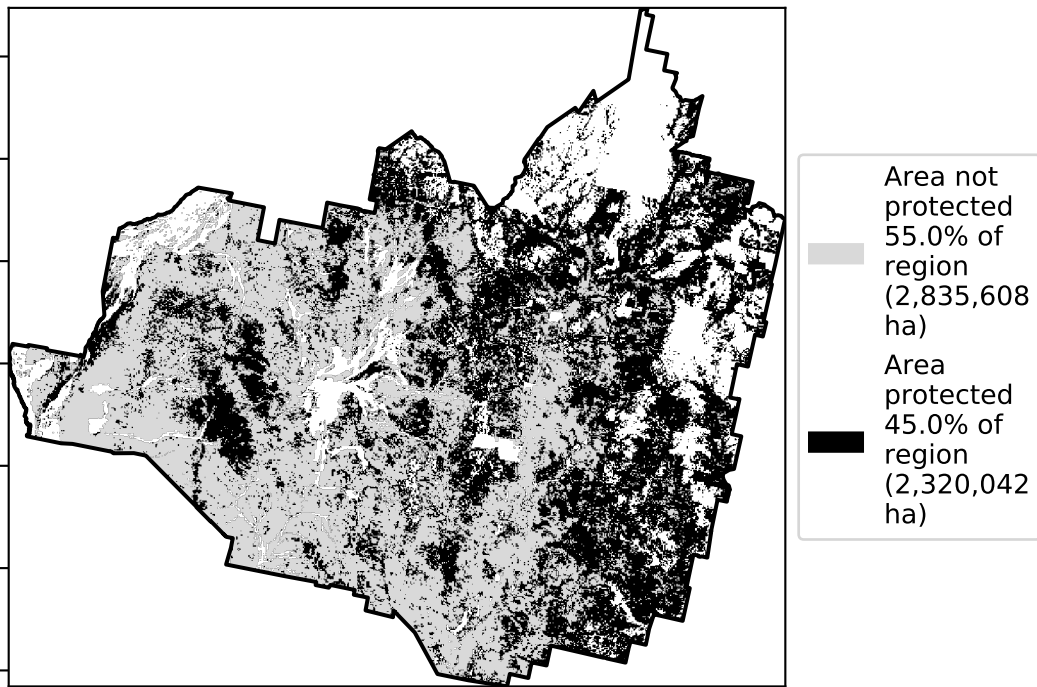 Area not
protected
55.0% of
region
(2,835,608
ha)
Area
protected
45.0% of
region
(2,320,042
ha)